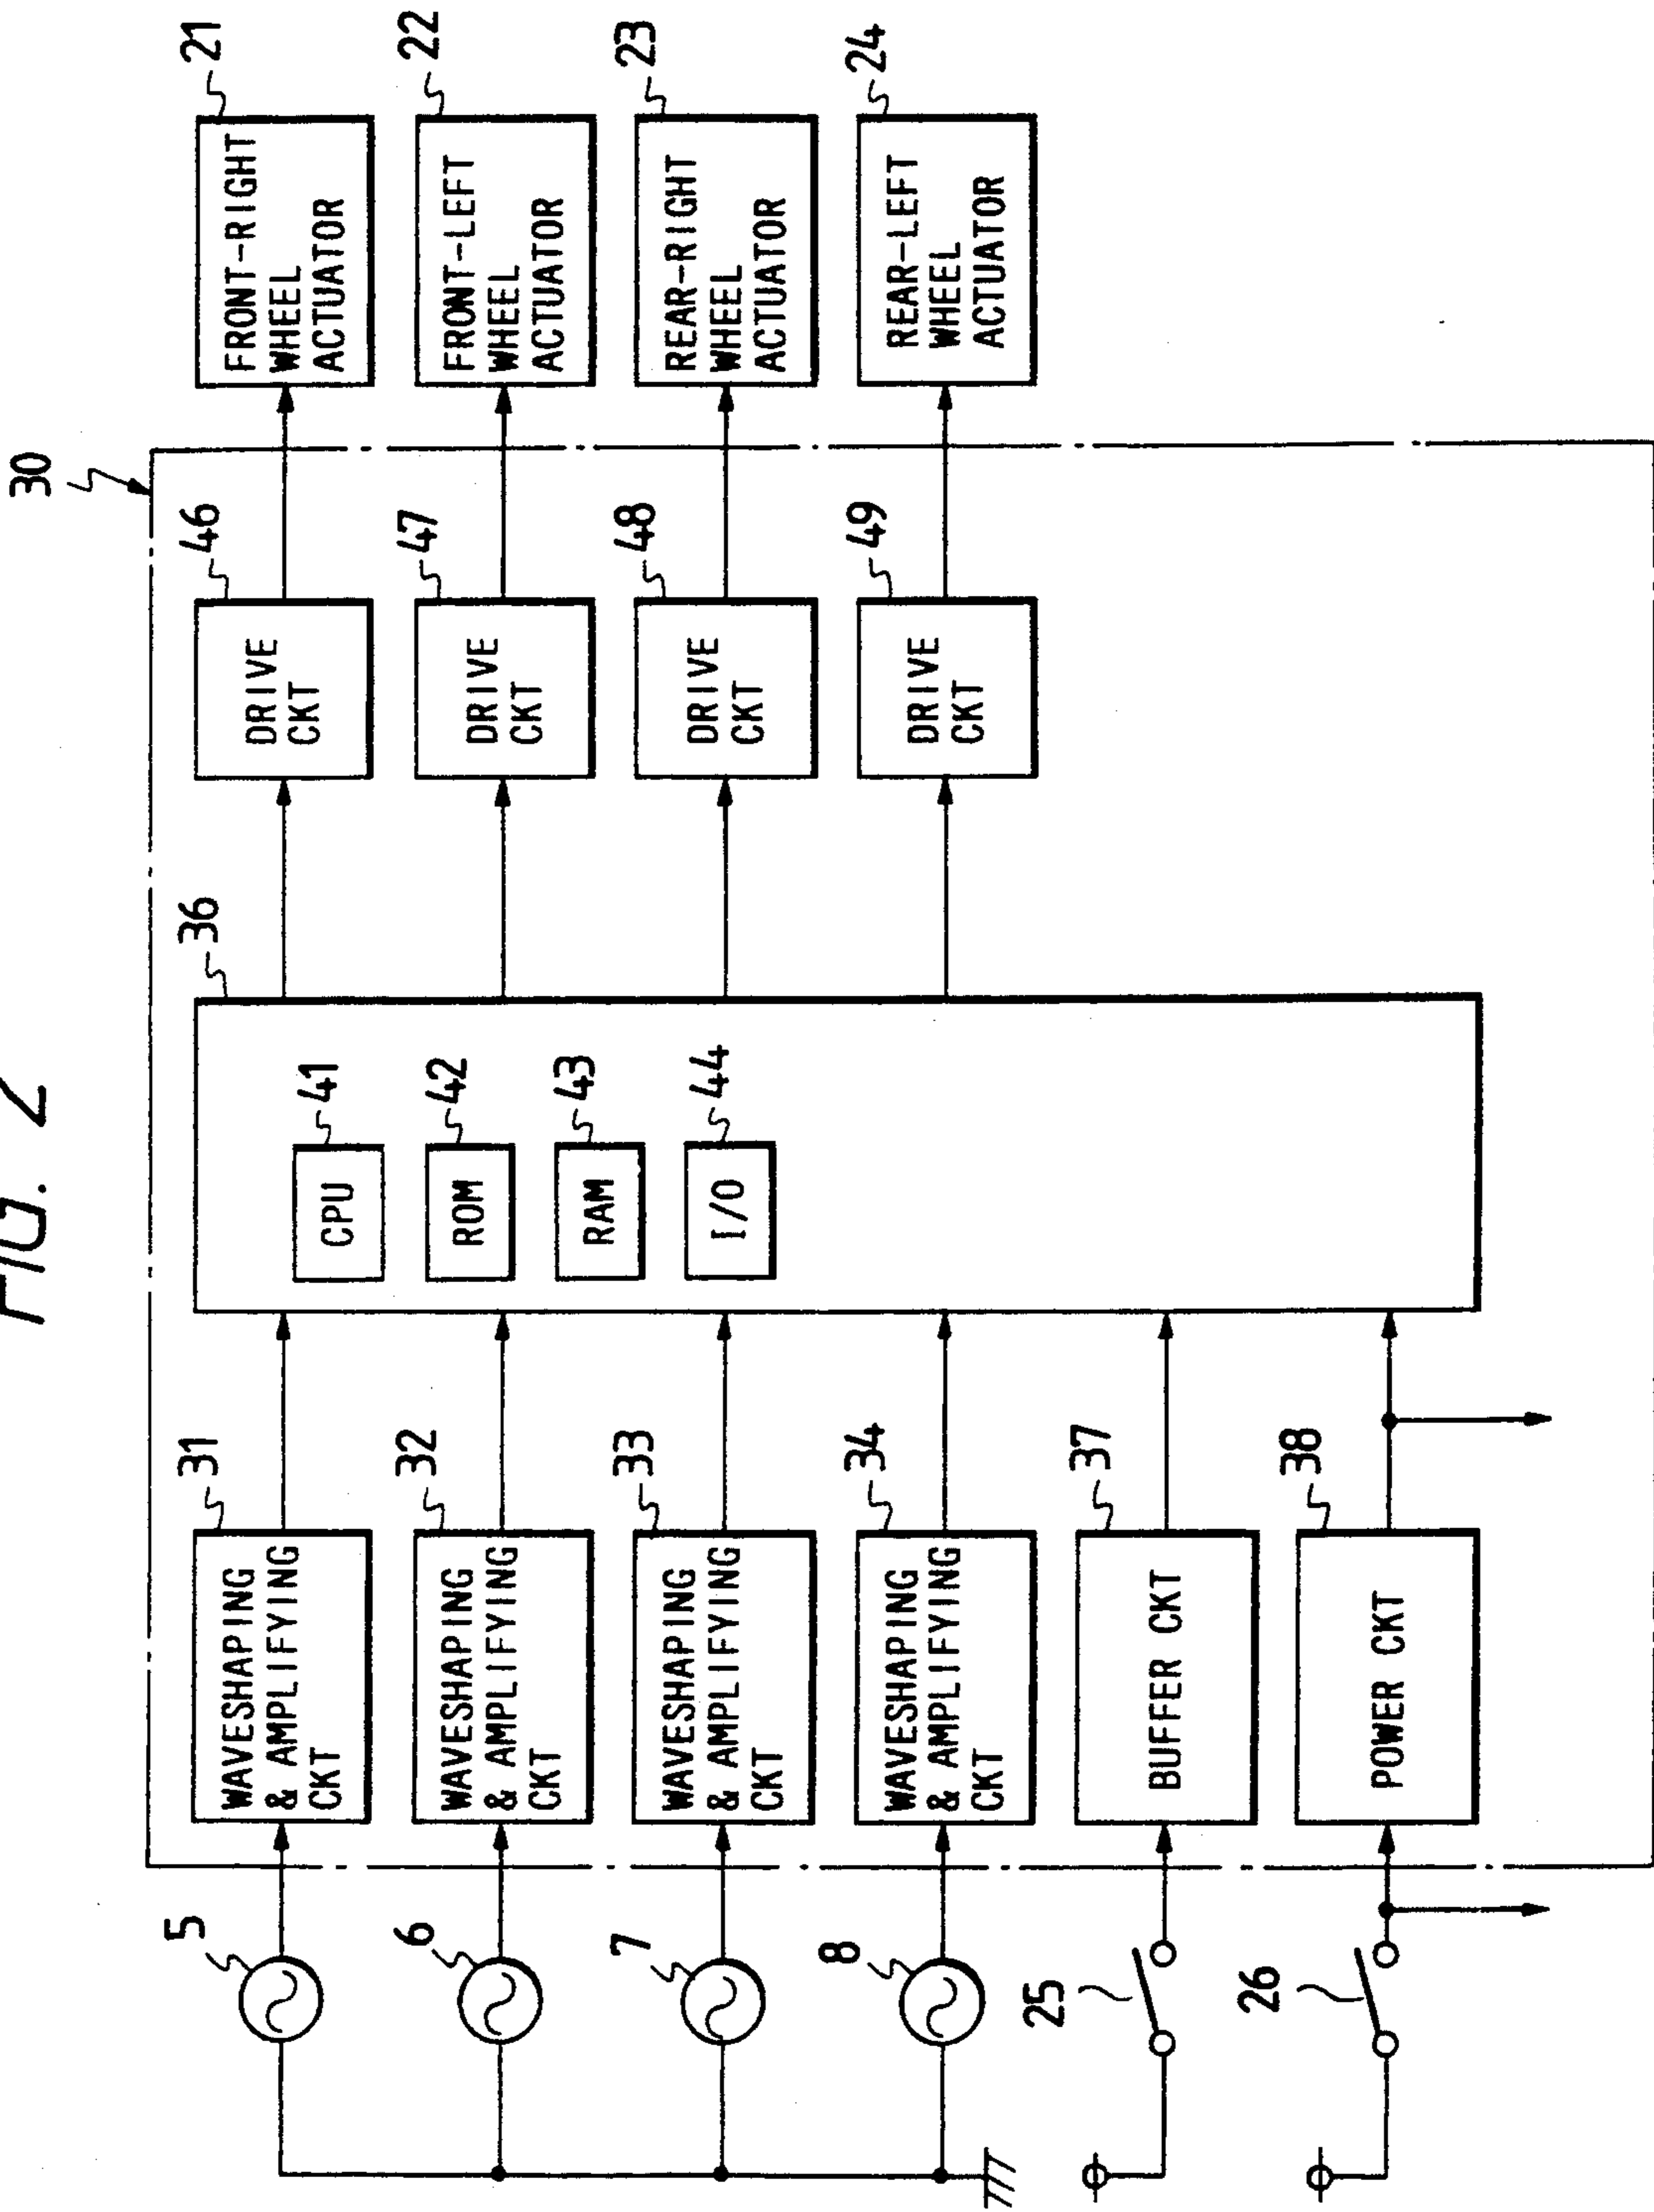 FIG. 2
30
5
6
7
8
25
26
31
WAVESHAPING
& AMPLIFYING
CKT
32
WAVESHAPING
& AMPLIFYING
CKT
33
WAVESHAPING
& AMPLIFYING
CKT
34
WAVESHAPING
& AMPLIFYING
CKT
37
BUFFER CKT
38
POWER CKT
36
CPU
41
ROM
42
RAM
43
I/O
44
46
DRIVE
CKT
47
DRIVE
CKT
48
DRIVE
CKT
49
DRIVE
CKT
21
FRONT-RIGHT
WHEEL
ACTUATOR
22
FRONT-LEFT
WHEEL
ACTUATOR
23
REAR-RIGHT
WHEEL
ACTUATOR
24
REAR-LEFT
WHEEL
ACTUATOR